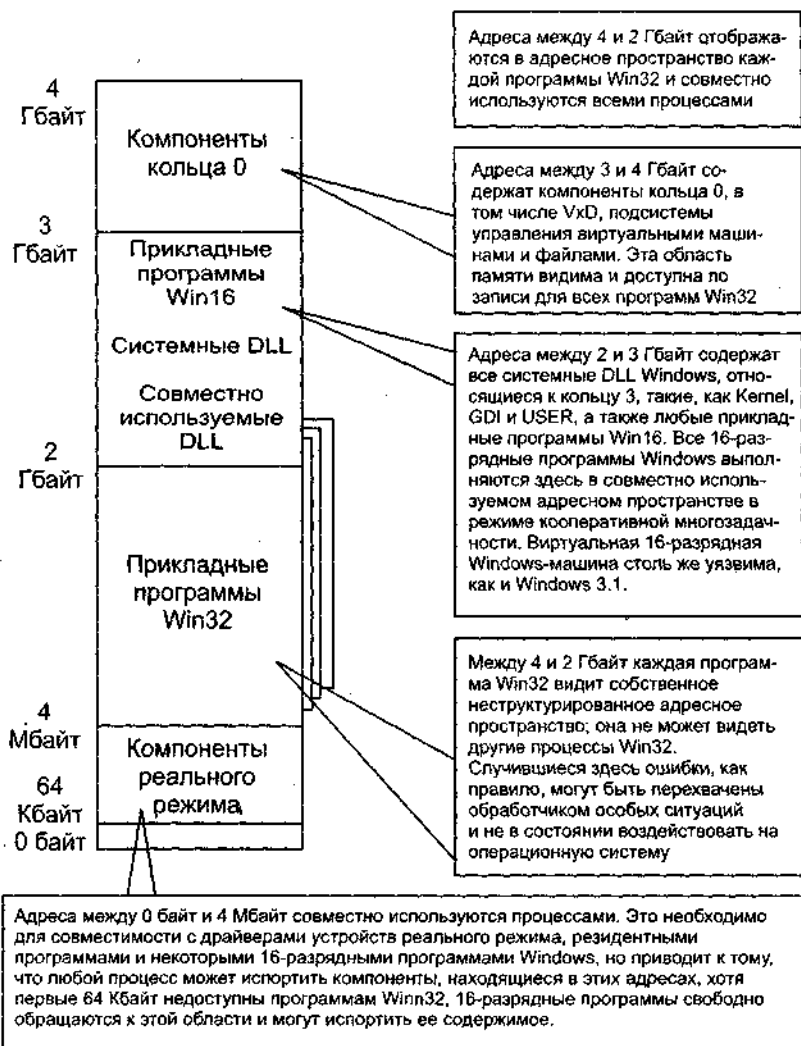 4
Гбайт
Компоненты
кольца 0
3
Гбайт
Прикладные
программы
Win16
Системные DLL
Совместно
используемые
DLL
2
Гбайт
Прикладные
программы
Win32
4
Мбайт
Компоненты
реального
режима
64
Кбайт
0 байт
Адреса между 4 и 2 Гбайт отобража-
ются в адресное пространство каж-
дой программы Win32 и совместно
используются всеми процессами
Адреса между 3 и 4 Гбайт со-
держат компоненты кольца 0, в
том числе VxD, подсистемы
управления виртуальными маши-
нами и файлами. Эта область
памяти видима и доступна по
записи для всех программ Win32
Адреса между 2 и 3 Гбайт содержат
все системные DLL Windows, отно-
сящиеся к кольцу 3, такие, как Kernel,
GDI и USER, а также любые приклад-
ные программы Win16. Все 16-раз-
рядные программы Windows выпол-
няются здесь в совместно исполь-
зуемом адресном пространстве в
режиме кооперативной многозадач-
ности. Виртуальная 16-разрядная
Windows-машина столь же уязвима,
как и Windows 3.1.
Между 4 и 2 Гбайт каждая програм-
ма Win32 видит собственное
неструктурированное адресное
пространство; она не может видеть
другие процессы Win32.
Случившиеся здесь ошибки, как
правило, могут быть перехвачены
обработчиком особых ситуаций
и не в состоянии воздействовать на
операционную систему
Адреса между 0 байт и 4 Мбайт совместно используются процессами. Это необходимо
для совместимости с драйверами устройств реального режима, резидентными
программами и некоторыми 16-разрядными программами Windows, но приводит к тому,
что любой процесс может испортить компоненты, находящиеся в этих адресах, хотя
первые 64 Кбайт недоступны программам Winn32, 16-разрядные программы свободно
обращаются к этой области и могут испортить ее содержимое.